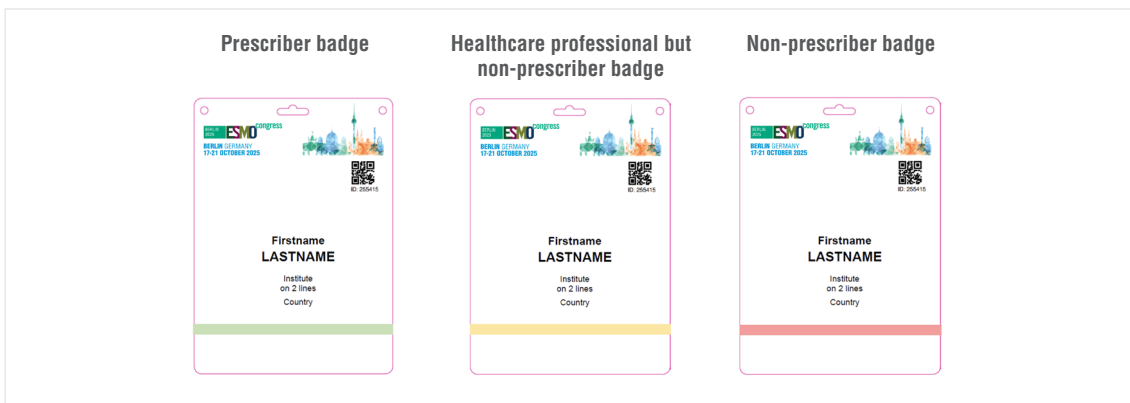 Prescriber badge
BERLIN
2025
ESMO congress
BERLIN GERMANY
17-21 OCTOBER 2025
ID: 255415
Firstname
LASTNAME
Institute
on 2 lines
Country
Healthcare professional but
non-prescriber badge
BERLIN
2025
ESMO congress
BERLIN GERMANY
17-21 OCTOBER 2025
ID: 255415
Firstname
LASTNAME
Institute
on 2 lines
Country
Non-prescriber badge
BERLIN
2025
ESMO congress
BERLIN GERMANY
17-21 OCTOBER 2025
ID: 255415
Firstname
LASTNAME
Institute
on 2 lines
Country